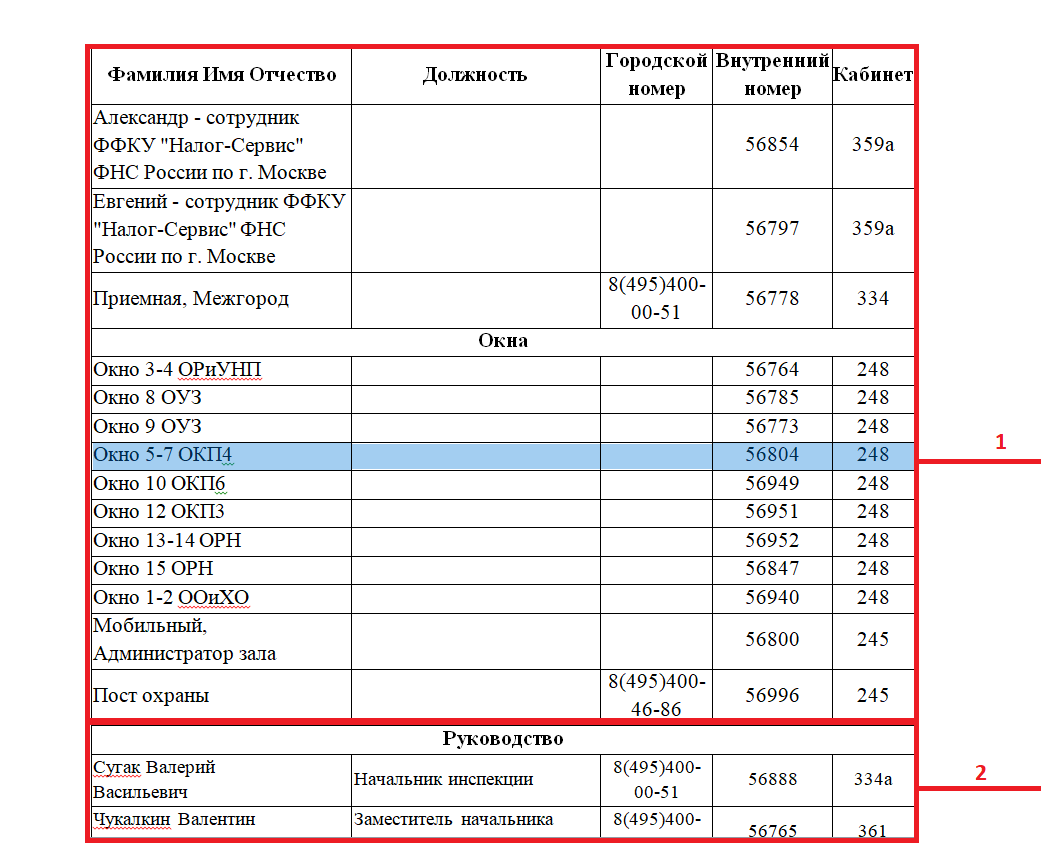 Фамилия Имя Отчество Должность Городской номер Внутренний номер Кабинет
Александр - сотрудник
ФФКУ "Налог-Сервис" 56854 359а
ФНС России по г. Москве
Евгений - сотрудник ФФКУ
"Налог-Сервис" ФНС 56797 359а
России по г. Москве
Приемная, Межгород 8(495)400-00-51 56778 334
Окна
Окно 3-4 ОРиУНП 56764 248
Окно 8 ОУЗ 56785 248
Окно 9 ОУЗ 56773 248
1
Окно 5-7 ОКП4 56804 248
Окно 10 ОКП6 56949 248
Окно 12 ОКП3 56951 248
Окно 13-14 ОРН 56952 248
Окно 15 ОРН 56847 248
Окно 1-2 ООиХО 56940 248
Мобильный,
Администратор зала 56800 245
Пост охраны 8(495)400-46-86 56996 245
Руководство
Сугак Валерий
Васильевич Начальник инспекции 8(495)400-00-51 56888 334а
2
Чукалкин Валентин Заместитель начальника 8(495)400- 56765 361